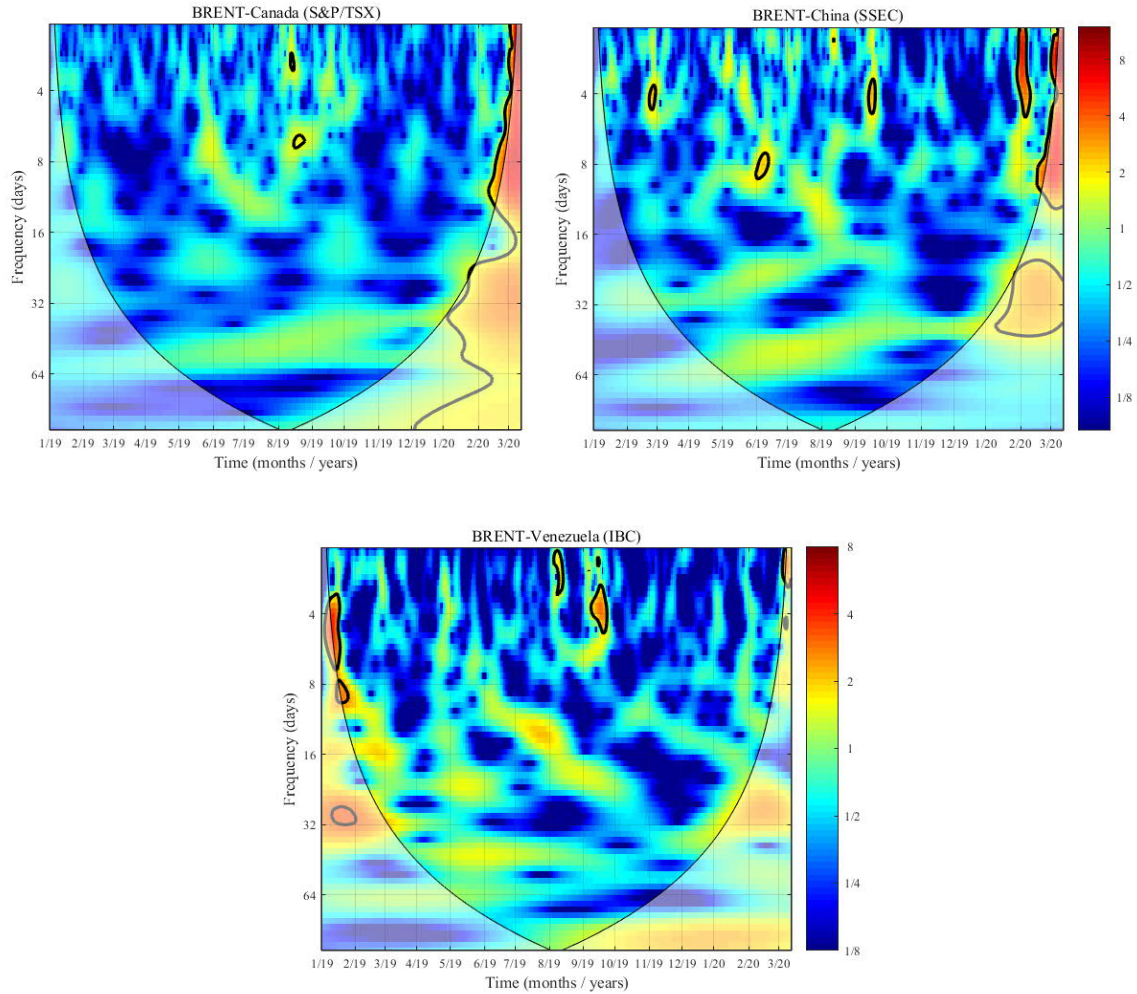 BRENT-Canada (S&P/TSX)
Frequency (days)
4
8
16
32
64
1/19 2/19 3/19 4/19 5/19 6/19 7/19 8/19 9/19 10/19 11/19 12/19 1/20 2/20 3/20
Time (months / years)
BRENT-China (SSEC)
Frequency (days)
4
8
16
32
64
1/19 2/19 3/19 4/19 5/19 6/19 7/19 8/19 9/19 10/19 11/19 1/20 2/20 3/20
Time (months / years)
8
4
2
1
1/2
1/4
1/8
BRENT-Venezuela (IBC)
Frequency (days)
4
8
16
32
64
1/19 2/19 3/19 4/19 5/19 6/19 7/19 8/19 9/19 10/19 11/19 12/19 1/20 2/20 3/20
Time (months / years)
8
4
2
1
1/2
1/4
1/8